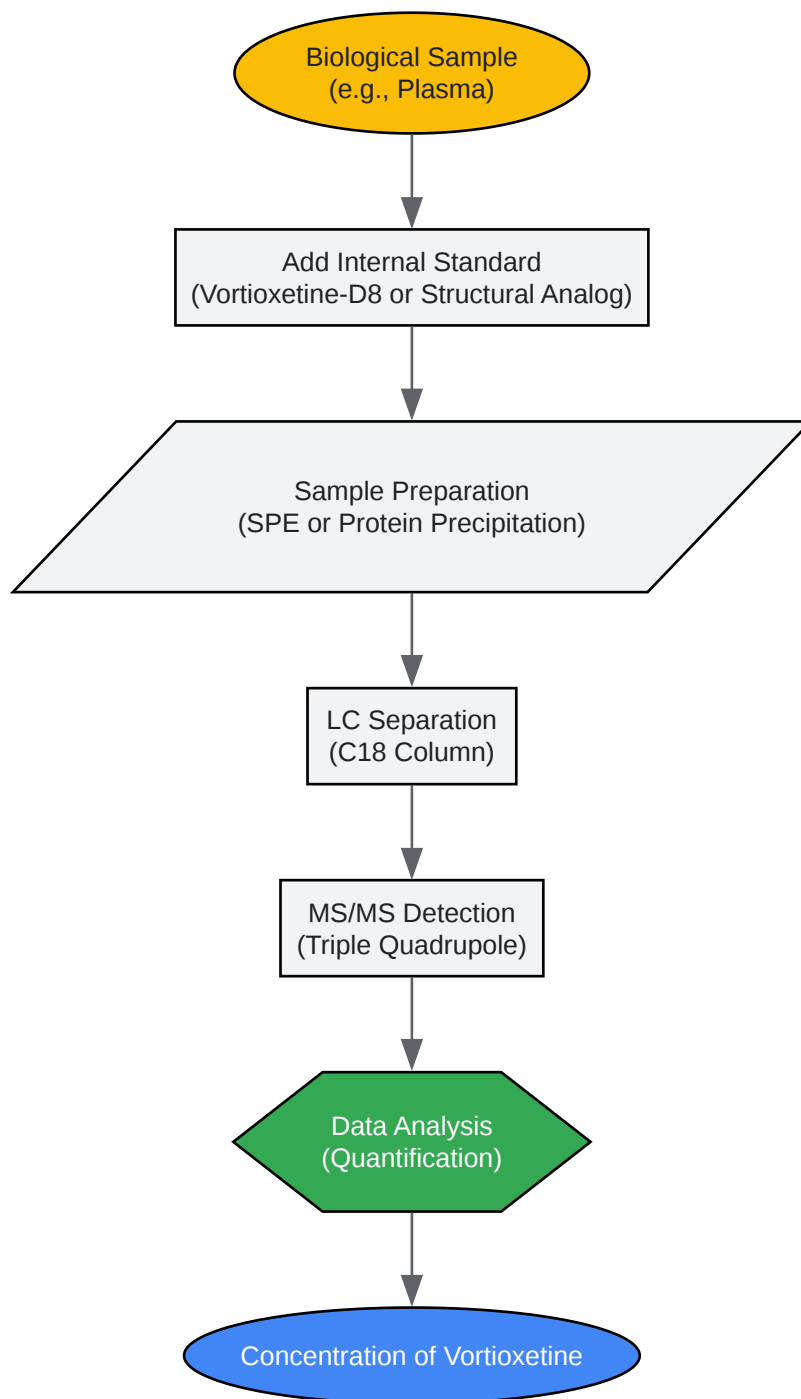 Biological Sample
(e.g., Plasma)
Add Internal Standard
(Vortioxetine-D8 or Structural Analog)
Sample Preparation
(SPE or Protein Precipitation)
LC Separation
(C18 Column)
MS/MS Detection
(Triple Quadrupole)
Data Analysis
(Quantification)
Concentration of Vortioxetine